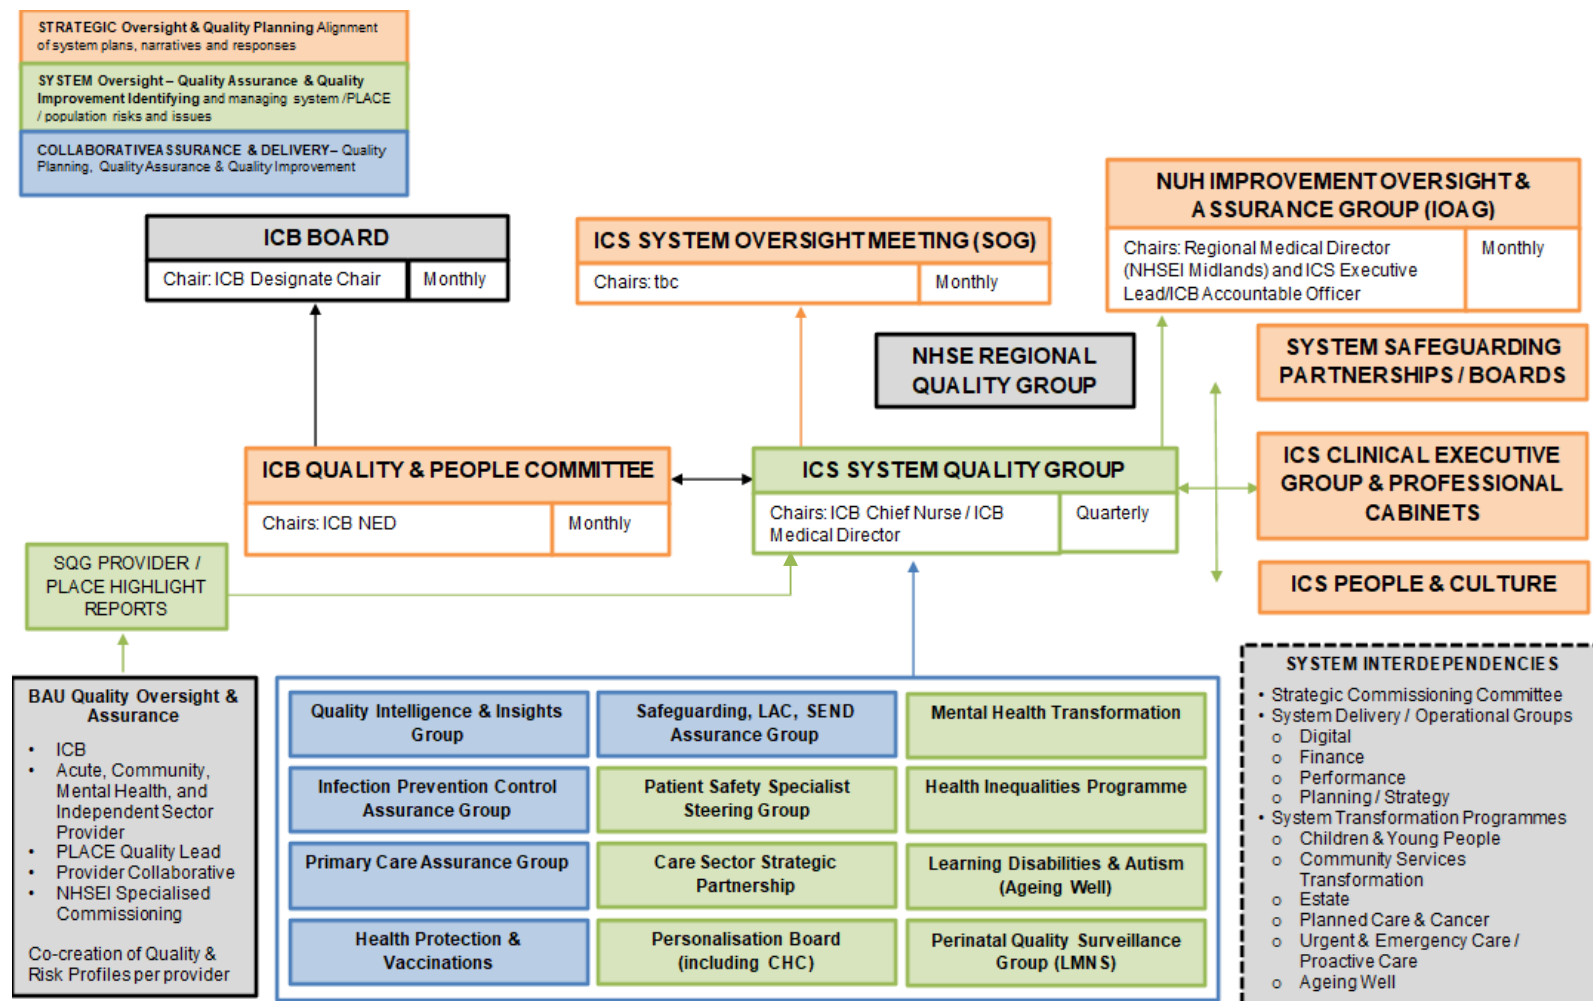 STRATEGIC Oversight & Quality Planning Alignment
of system plans, narratives and responses
SYSTEM Oversight – Quality Assurance & Quality
Improvement Identifying and managing system /PLACE
/ population risks and issues
COLLABORATIVEASSURANCE & DELIVERY– Quality
Planning, Quality Assurance & Quality Improvement
ICB BOARD
Chair: ICB Designate Chair
Monthly
ICS SYSTEM OVERSIGHT MEETING (SOG)
Chairs: tbc
Monthly
NUH IMPROVEMENT OVERSIGHT &
ASSURANCE GROUP (IOAG)
Chairs: Regional Medical Director
(NHSEI Midlands) and ICS Executive
Lead/ICB Accountable Officer
Monthly
NHSE REGIONAL
QUALITY GROUP
SYSTEM SAFEGUARDING
PARTNERSHIPS / BOARDS
ICB QUALITY & PEOPLE COMMITTEE
Chairs: ICB NED
Monthly
ICS SYSTEM QUALITY GROUP
Chairs: ICB Chief Nurse / ICB
Medical Director
Quarterly
ICS CLINICAL EXECUTIVE
GROUP & PROFESSIONAL
CABINETS
ICS PEOPLE & CULTURE
SQG PROVIDER /
PLACE HIGHLIGHT
REPORTS
BAU Quality Oversight &
Assurance
• ICB
• Acute, Community,
Mental Health, and
Independent Sector
Provider
• PLACE Quality Lead
• Provider Collaborative
• NHSEI Specialised
Commissioning
Co-creation of Quality &
Risk Profiles per provider
Quality Intelligence & Insights
Group
Safeguarding, LAC, SEND
Assurance Group
Mental Health Transformation
Infection Prevention Control
Assurance Group
Patient Safety Specialist
Steering Group
Health Inequalities Programme
Primary Care Assurance Group
Care Sector Strategic
Partnership
Learning Disabilities & Autism
(Ageing Well)
Health Protection &
Vaccinations
Personalisation Board
(including CHC)
Perinatal Quality Surveillance
Group (LMNS)
SYSTEM INTERDEPENDENCIES
• Strategic Commissioning Committee
• System Delivery / Operational Groups
o Digital
o Finance
o Performance
o Planning / Strategy
• System Transformation Programmes
o Children & Young People
o Community Services
Transformation
o Estate
o Planned Care & Cancer
o Urgent & Emergency Care /
Proactive Care
o Ageing Well